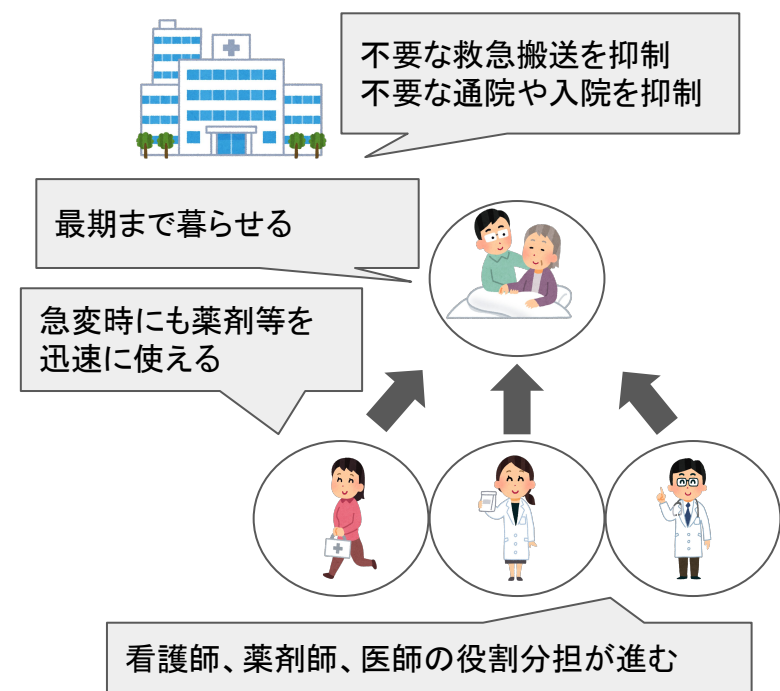 不要な救急搬送を抑制
不要な通院や入院を抑制
最期まで暮らせる
急変時にも薬剤等を
迅速に使える
看護師、薬剤師、医師の役割分担が進む